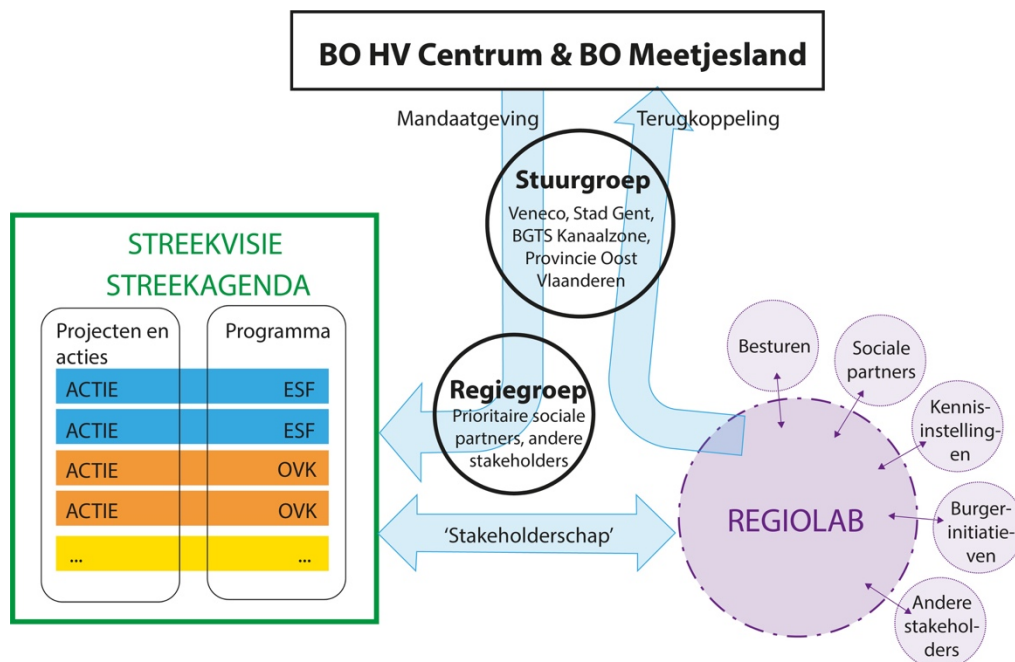 BO HV Centrum & BO Meetjesland
Mandaatgeving
Terugkoppeling
Stuurgroep
Veneco, Stad Gent,
BGTS Kanaalzone,
Provincie Oost
Vlaanderen
STREEKVISIE
STREEKAGENDA
Projecten en
acties
Programma
ACTIE ESF
ACTIE ESF
ACTIE OVK
ACTIE OVK
... ...
Regiegroep
Prioritaire sociale
partners, andere
stakeholders
'Stakeholderschap'
REGIOLAB
Besturen
Sociale
partners
Kennis-
instelling-
en
Burger-
initiatie-
ven
Andere
stakehol-
ders